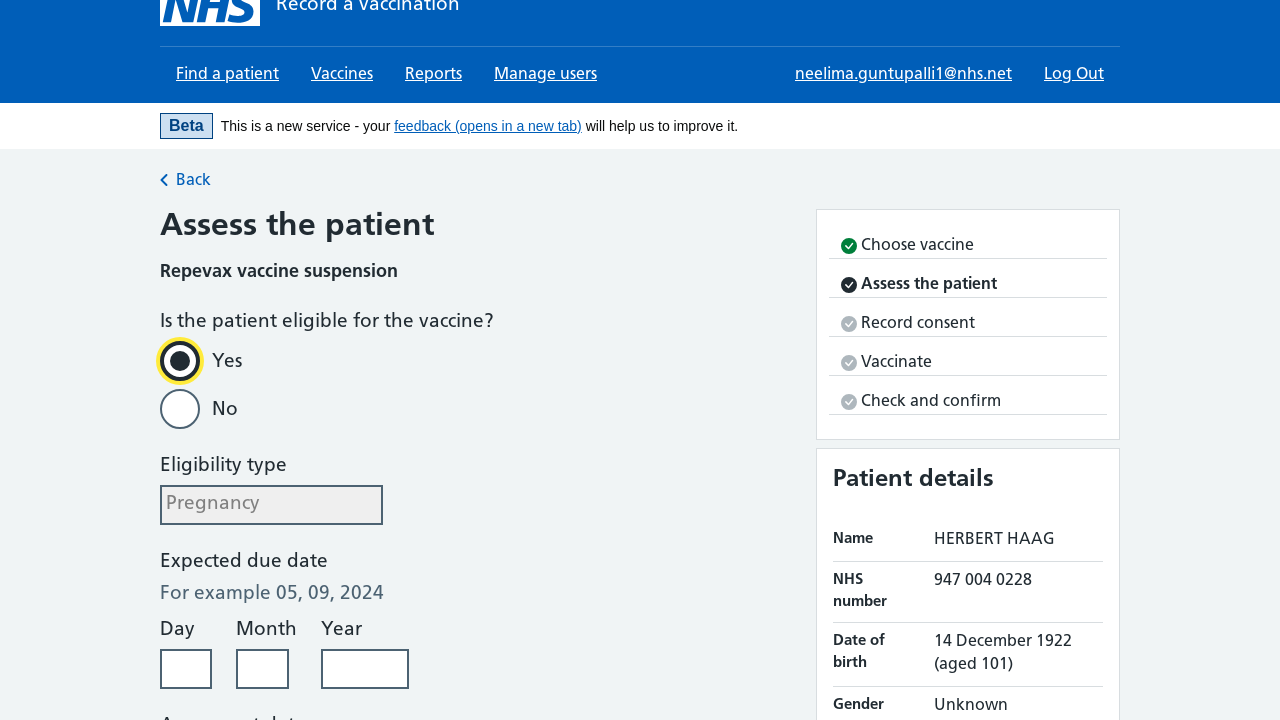 NHS Record a vaccination
Find a patient Vaccines Reports Manage users neelima.guntupalli1@nhs.net Log Out
Beta This is a new service - your feedback (opens in a new tab) will help us to improve it.
Back
Assess the patient
Repevax vaccine suspension
Is the patient eligible for the vaccine?
Yes
No
Eligibility type
Pregnancy
Expected due date
For example 05, 09, 2024
Day Month Year
Choose vaccine
Assess the patient
Record consent
Vaccinate
Check and confirm
Patient details
Name HERBERT HAAG
NHS number 947 004 0228
Date of birth 14 December 1922 (aged 101)
Gender Unknown